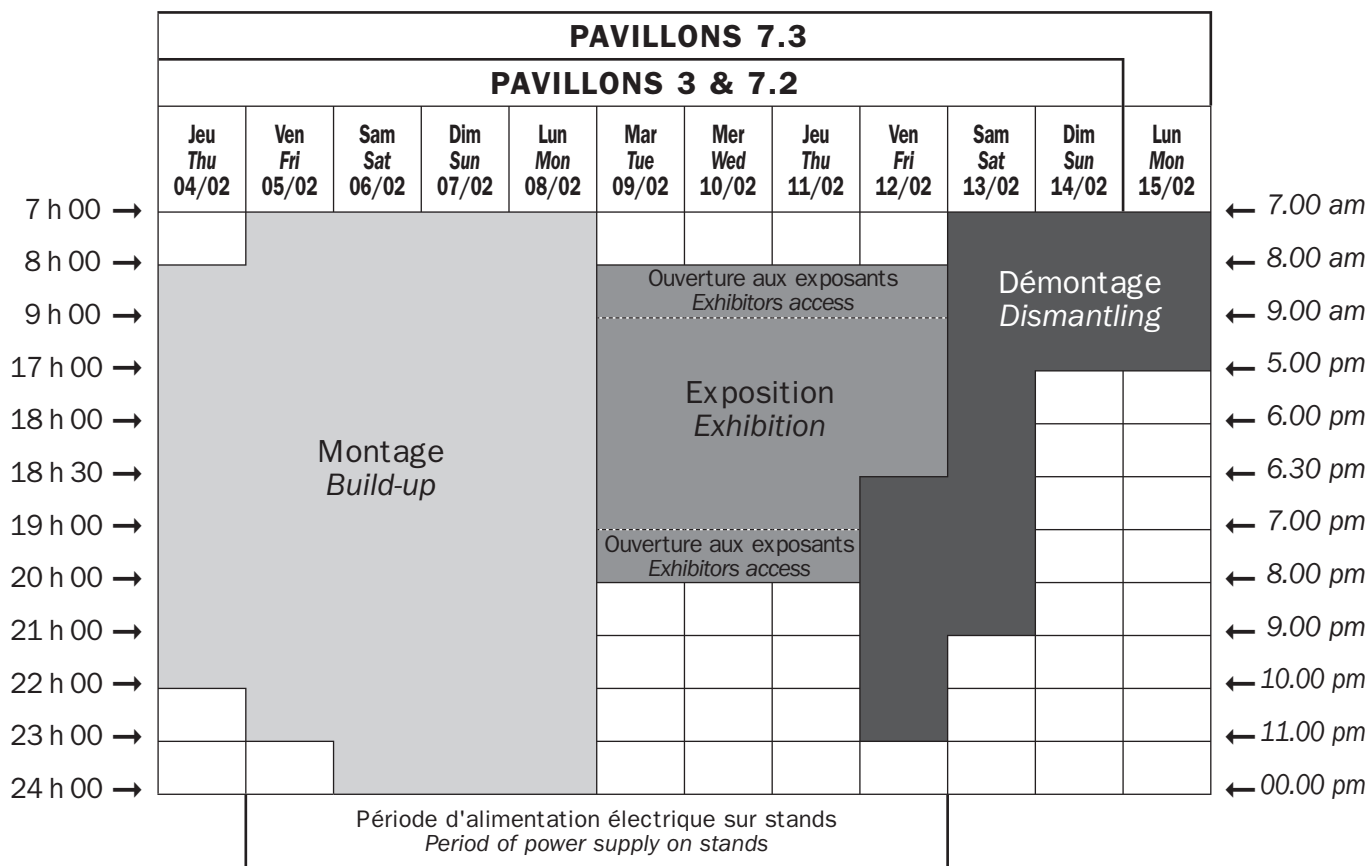 PAVILLONS 7.3
PAVILLONS 3 & 7.2
Jeu Ven Sam Dim Lun Mar Mer Jeu Ven Sam Dim Lun
Thu Fri Sat Sun Mon Tue Wed Thu Fri Sat Sun Mon
04/02 05/02 06/02 07/02 08/02 09/02 10/02 11/02 12/02 13/02 14/02 15/02
7 h 00 → ← 7.00 am
8 h 00 → ← 8.00 am
Ouverture aux exposants
Exhibitors access
Démontage
Dismantling
9 h 00 → ← 9.00 am
17 h 00 → ← 5.00 pm
Exposition
Exhibition
18 h 00 → ← 6.00 pm
Montage
Build-up
18 h 30 → ← 6.30 pm
19 h 00 → ← 7.00 pm
Ouverture aux exposants
Exhibitors access
20 h 00 → ← 8.00 pm
21 h 00 → ← 9.00 pm
22 h 00 → ← 10.00 pm
23 h 00 → ← 11.00 pm
24 h 00 → ← 00.00 pm
Période d'alimentation électrique sur stands
Period of power supply on stands